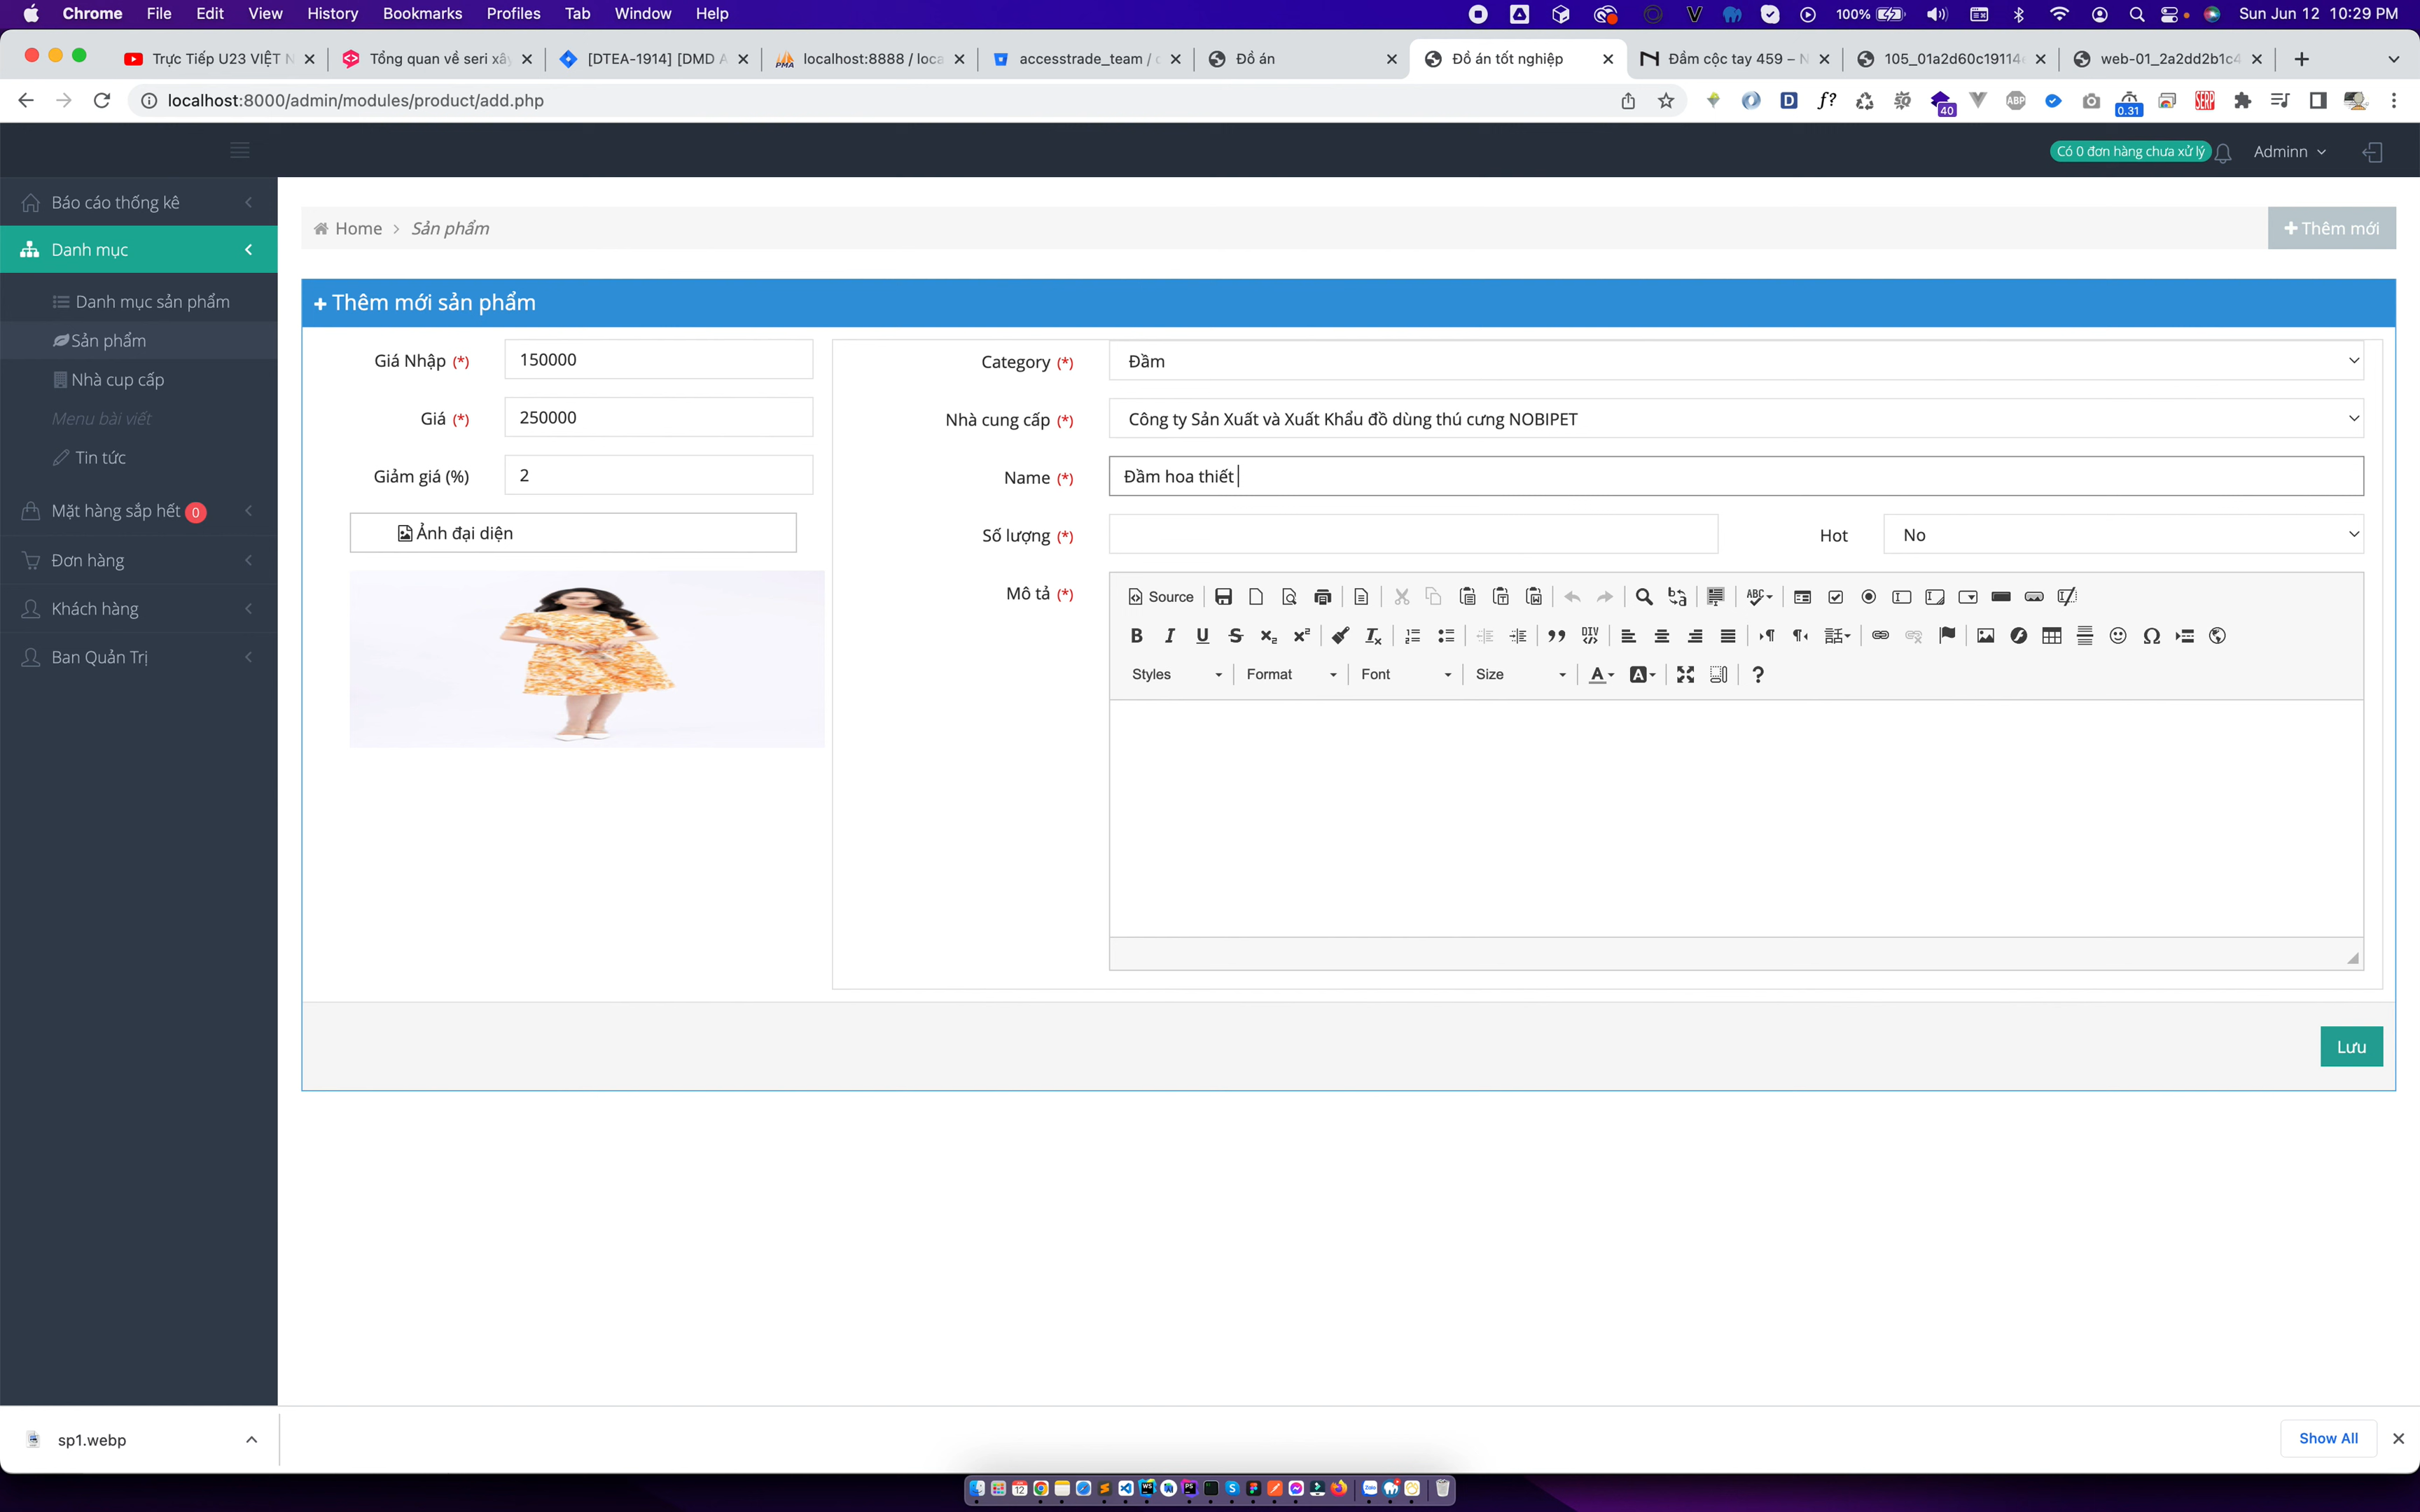 Chrome File Edit View History Bookmarks Profiles Tab Window Help 100% Sun Jun 12 10:29 PM
Trực Tiếp U23 VIỆT N
Tổng quan về seri xây
[DTEA-1914] [DMD A
localhost:8888 / loca
accesstrade_team / c
Đồ án
Đồ án tốt nghiệp
Đầm cộc tay 459 – N
105_01a2d60c19114
web-01_2a2dd2b1c4
localhost:8000/admin/modules/product/add.php
40
0.31
Có 0 đơn hàng chưa xử lý
Adminn
Báo cáo thống kê
Danh mục
Danh mục sản phẩm
Sản phẩm
Nhà cup cấp
Menu bài viết
Tin tức
Mặt hàng sắp hết 0
Đơn hàng
Khách hàng
Ban Quản Trị
Home > Sản phẩm
Thêm mới
Thêm mới sản phẩm
Giá Nhập (*) 150000
Giá (*) 250000
Giảm giá (%) 2
Ảnh đại diện
Category (*) Đầm
Nhà cung cấp (*) Công ty Sản Xuất và Xuất Khẩu đồ dùng thú cưng NOBIPET
Name (*) Đầm hoa thiết
Số lượng (*)
Hot No
Mô tả (*)
Source
Styles Format Font Size
Lưu
sp1.webp
Show All